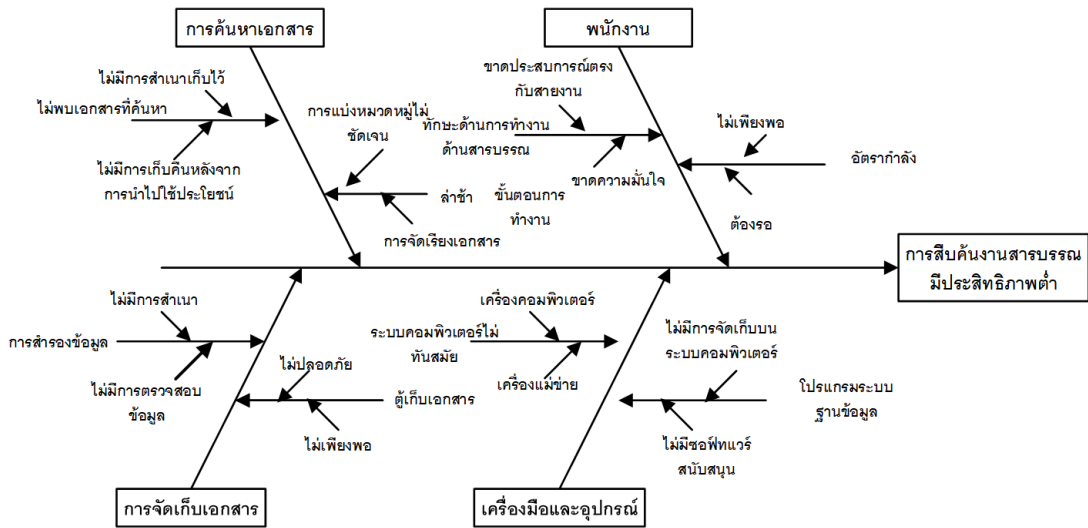 การค้นหาเอกสาร
พนักงาน
ไม่มีการสำเนาเก็บไว้
ไม่พบเอกสารที่ค้นหา
ไม่มีการเก็บคืนหลังจาก
การนำไปใช้ประโยชน์
การแบ่งหมวดหมู่ไม่
ชัดเจน
ล่าช้า
การจัดเรียงเอกสาร
ขาดประสบการณ์ตรง
กับสายงาน
ทักษะด้านการทำงาน
ด้านสารบรรณ
ขาดความมั่นใจ
ขั้นตอนการ
ทำงาน
ไม่เพียงพอ
อัตรากำลัง
ต้องรอ
การสืบค้นงานสารบรรณ
มีประสิทธิภาพต่ำ
ไม่มีการสำเนา
การสำรองข้อมูล
ไม่มีการตรวจสอบ
ข้อมูล
ไม่ปลอดภัย
ตู้เก็บเอกสาร
ไม่เพียงพอ
เครื่องคอมพิวเตอร์
ระบบคอมพิวเตอร์ไม่
ทันสมัย
เครื่องแม่ข่าย
ไม่มีการจัดเก็บบน
ระบบคอมพิวเตอร์
โปรแกรมระบบ
ฐานข้อมูล
ไม่มีซอฟ์ทแวร์
สนับสนุน
การจัดเก็บเอกสาร
เครื่องมือและอุปกรณ์